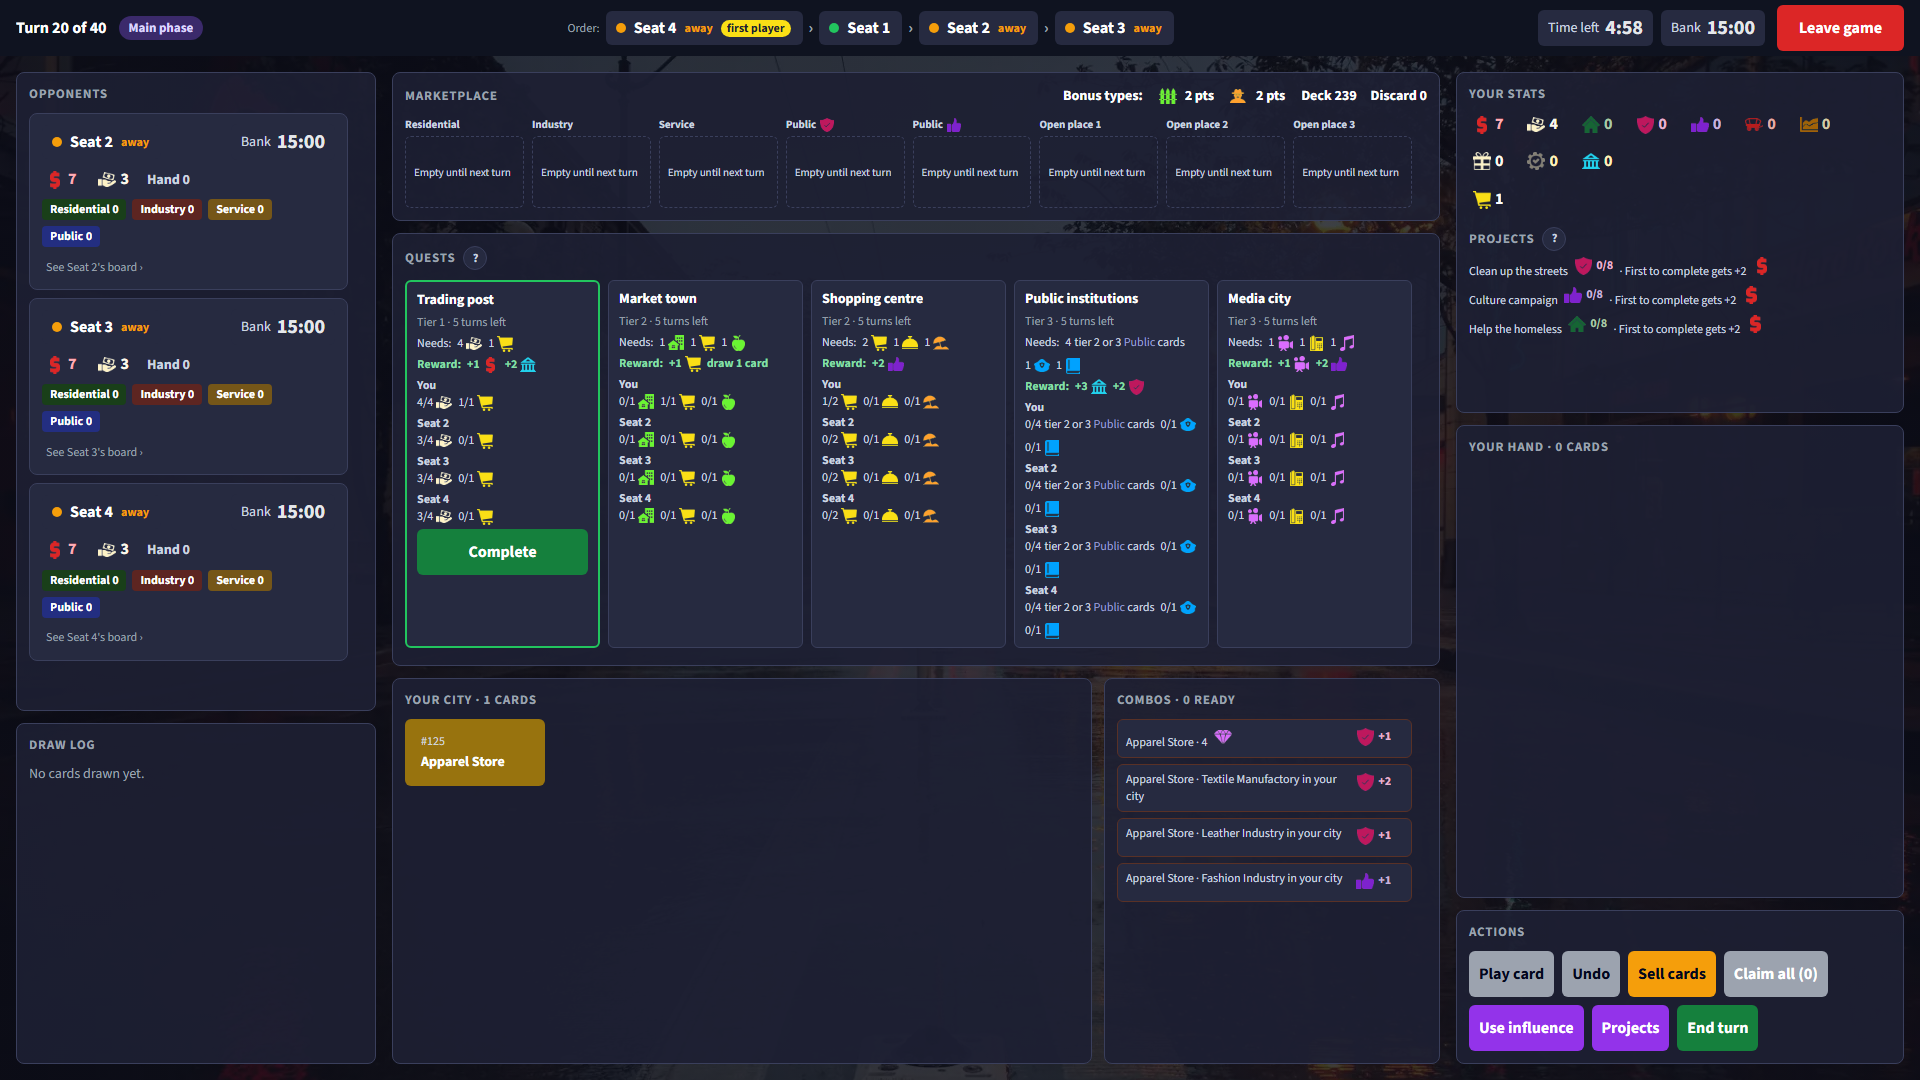 Turn 20 of 40
Main phase
Order: Seat 4 away first player › Seat 1 › Seat 2 away › Seat 3 away
Time left 4:58
Bank 15:00
Leave game
OPPONENTS
Seat 2 away Bank 15:00
7 3 Hand 0
Residential 0 Industry 0 Service 0
Public 0
See Seat 2's board ›
Seat 3 away Bank 15:00
7 3 Hand 0
Residential 0 Industry 0 Service 0
Public 0
See Seat 3's board ›
Seat 4 away Bank 15:00
7 3 Hand 0
Residential 0 Industry 0 Service 0
Public 0
See Seat 4's board ›
DRAW LOG
No cards drawn yet.
MARKETPLACE
Bonus types: 2 pts 2 pts Deck 239 Discard 0
Residential Industry Service Public Public Open place 1 Open place 2 Open place 3
Empty until next turn Empty until next turn Empty until next turn Empty until next turn Empty until next turn Empty until next turn Empty until next turn Empty until next turn
QUESTS ?
Trading post
Tier 1 · 5 turns left
Needs: 4 1
Reward: +1 +2
You
4/4 1/1
Seat 2
3/4 0/1
Seat 3
3/4 0/1
Seat 4
3/4 0/1
Complete
Market town
Tier 2 · 5 turns left
Needs: 1 1 1
Reward: +1 draw 1 card
You
0/1 1/1 0/1
Seat 2
0/1 0/1 0/1
Seat 3
0/1 0/1 0/1
Seat 4
0/1 0/1 0/1
Shopping centre
Tier 2 · 5 turns left
Needs: 2 1 1
Reward: +2
You
1/2 0/1 0/1
Seat 2
0/2 0/1 0/1
Seat 3
0/2 0/1 0/1
Seat 4
0/2 0/1 0/1
Public institutions
Tier 3 · 5 turns left
Needs: 4 tier 2 or 3 Public cards
1 1
Reward: +3 +2
You
0/4 tier 2 or 3 Public cards 0/1
0/1
Seat 2
0/4 tier 2 or 3 Public cards 0/1
0/1
Seat 3
0/4 tier 2 or 3 Public cards 0/1
0/1
Seat 4
0/4 tier 2 or 3 Public cards 0/1
0/1
Media city
Tier 3 · 5 turns left
Needs: 1 1 1
Reward: +1 +2
You
0/1 0/1 0/1
Seat 2
0/1 0/1 0/1
Seat 3
0/1 0/1 0/1
Seat 4
0/1 0/1 0/1
YOUR CITY · 1 CARDS
#125
Apparel Store
COMBOS · 0 READY
Apparel Store · 4 +1
Apparel Store · Textile Manufactory in your
city +2
Apparel Store · Leather Industry in your city +1
Apparel Store · Fashion Industry in your city +1
YOUR STATS
7 4 0 0 0 0 0
0 0 0
1
PROJECTS ?
Clean up the streets 0/8 · First to complete gets +2
Culture campaign 0/8 · First to complete gets +2
Help the homeless 0/8 · First to complete gets +2
YOUR HAND · 0 CARDS
ACTIONS
Play card Undo Sell cards Claim all (0)
Use influence Projects End turn